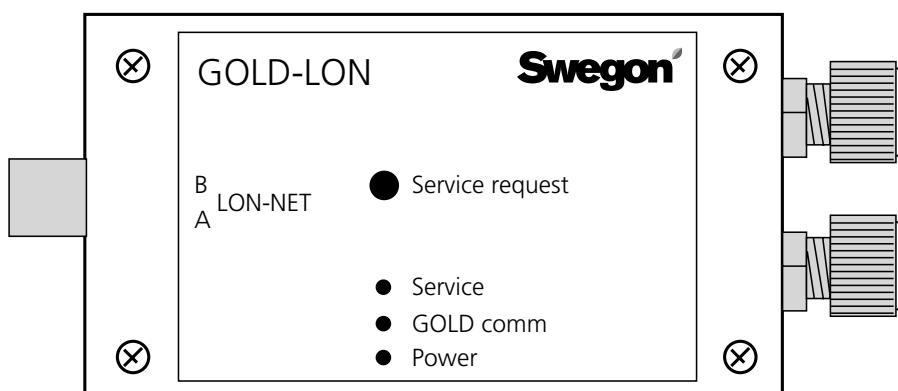 GOLD-LON
Swegon
B
LON-NET
A
Service request
Service
GOLD comm
Power